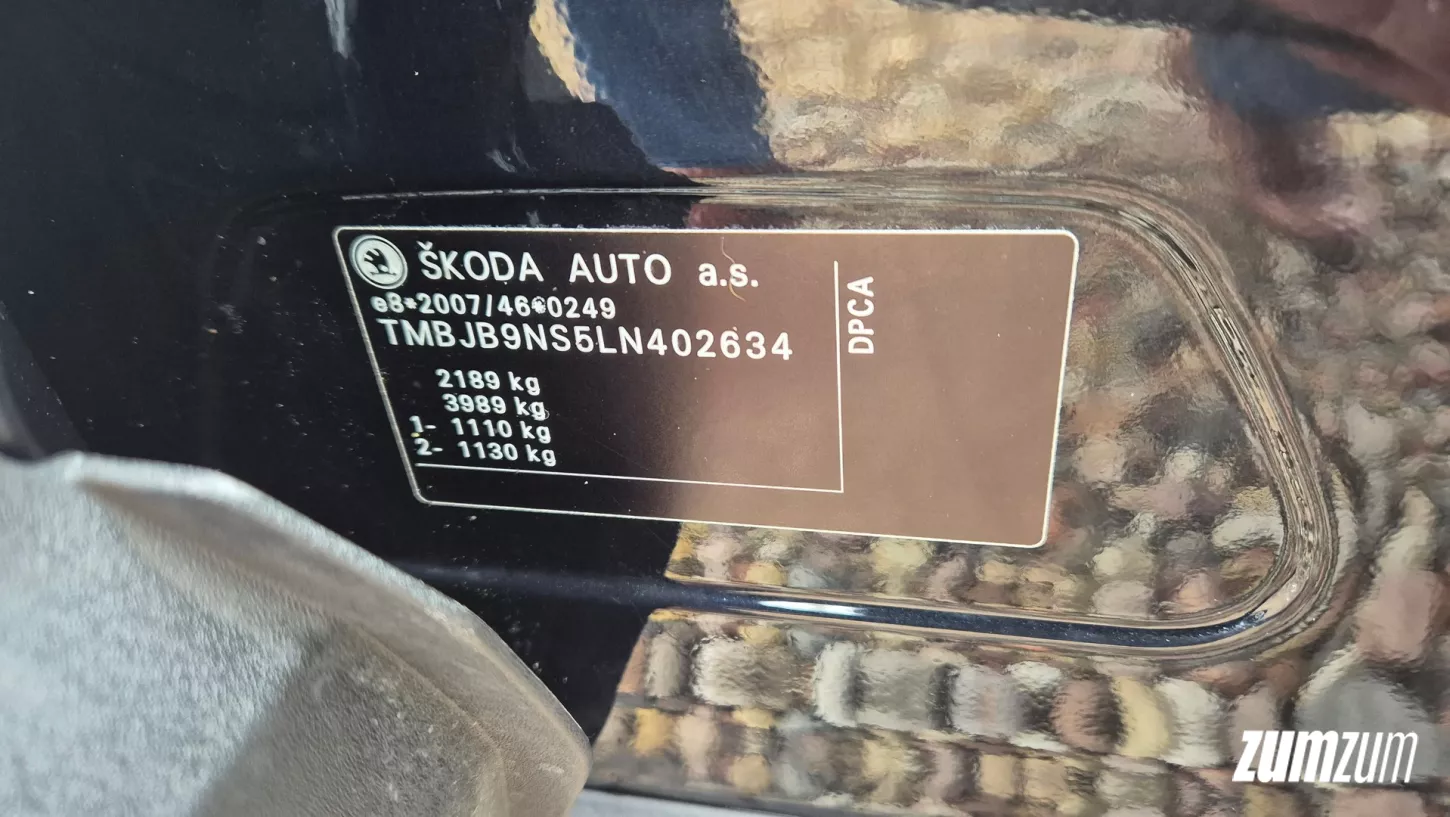 ŠKODA AUTO a.s.
e8*2007/46*0249
TMBJB9NS5LN402634
2189 kg
3989 kg
1- 1110 kg
2- 1130 kg
DPCA
zumzum